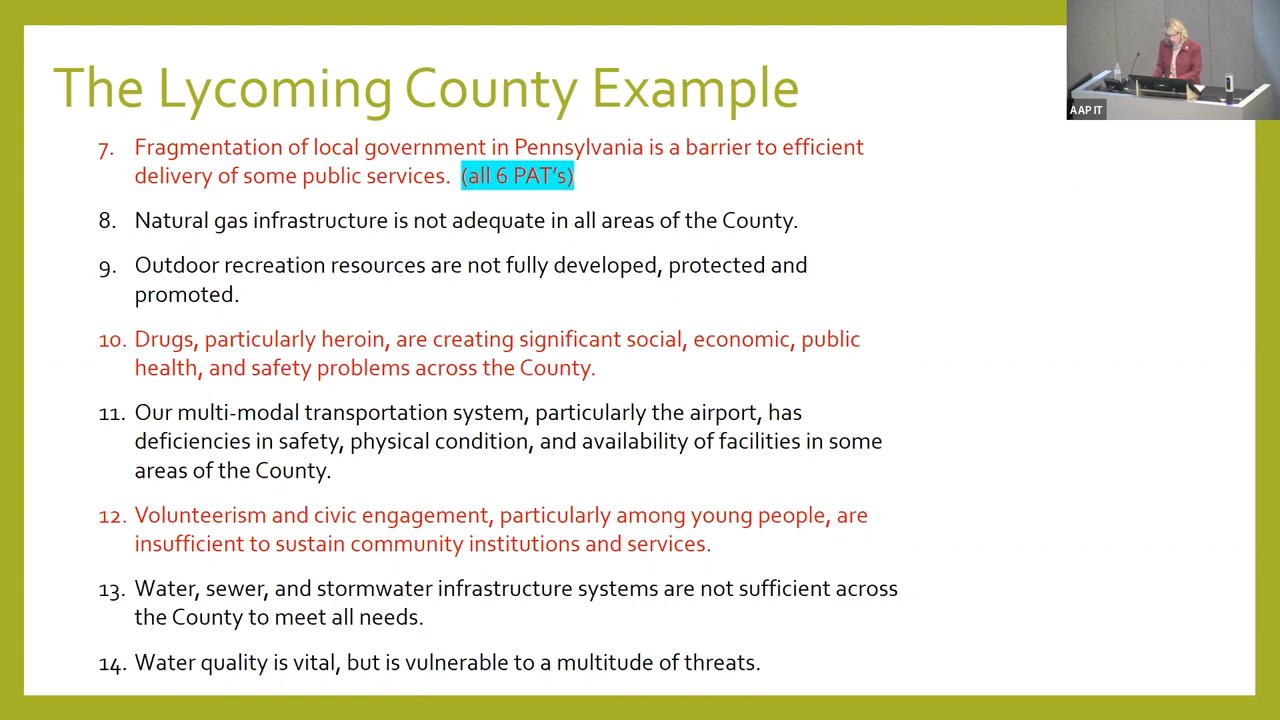 The Lycoming County Example
7. Fragmentation of local government in Pennsylvania is a barrier to efficient
delivery of some public services. (all 6 PAT's)
8. Natural gas infrastructure is not adequate in all areas of the County.
9. Outdoor recreation resources are not fully developed, protected and
promoted.
10. Drugs, particularly heroin, are creating significant social, economic, public
health, and safety problems across the County.
11. Our multi-modal transportation system, particularly the airport, has
deficiencies in safety, physical condition, and availability of facilities in some
areas of the County.
12. Volunteerism and civic engagement, particularly among young people, are
insufficient to sustain community institutions and services.
13. Water, sewer, and stormwater infrastructure systems are not sufficient across
the County to meet all needs.
14. Water quality is vital, but is vulnerable to a multitude of threats.
AAP IT